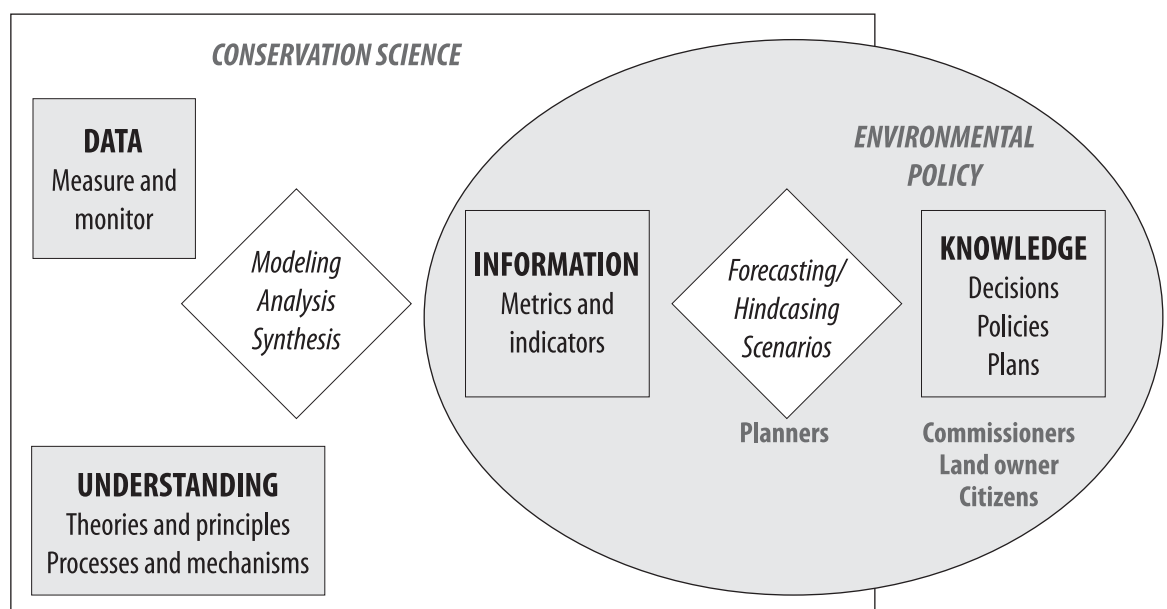 CONSERVATION SCIENCE
DATA
Measure and
monitor
Modeling
Analysis
Synthesis
UNDERSTANDING
Theories and principles
Processes and mechanisms
ENVIRONMENTAL
POLICY
INFORMATION
Metrics and
indicators
Forecasting/
Hindcasing
Scenarios
Planners
KNOWLEDGE
Decisions
Policies
Plans
Commissioners
Land owner
Citizens